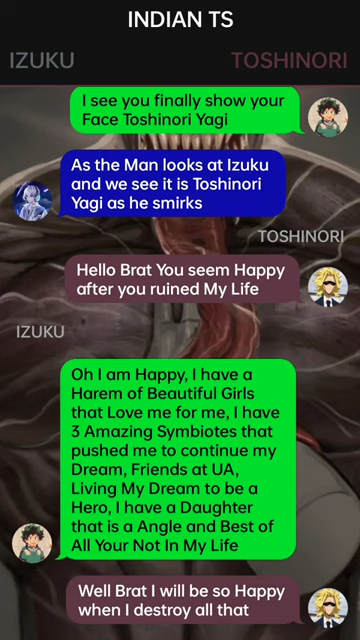 INDIAN TS
IZUKU
TOSHINORI
I see you finally show your
Face Toshinori Yagi
As the Man looks at Izuku
and we see it is Toshinori
Yagi as he smirks
TOSHINORI
Hello Brat You seem Happy
after you ruined My Life
IZUKU
Oh I am Happy, I have a
Harem of Beautiful Girls
that Love me for me, I have
3 Amazing Symbiotes that
pushed me to continue my
Dream, Friends at UA,
Living My Dream to be a
Hero, I have a Daughter
that is a Angle and Best of
All Your Not In My Life
Well Brat I will be so Happy
when I destroy all that